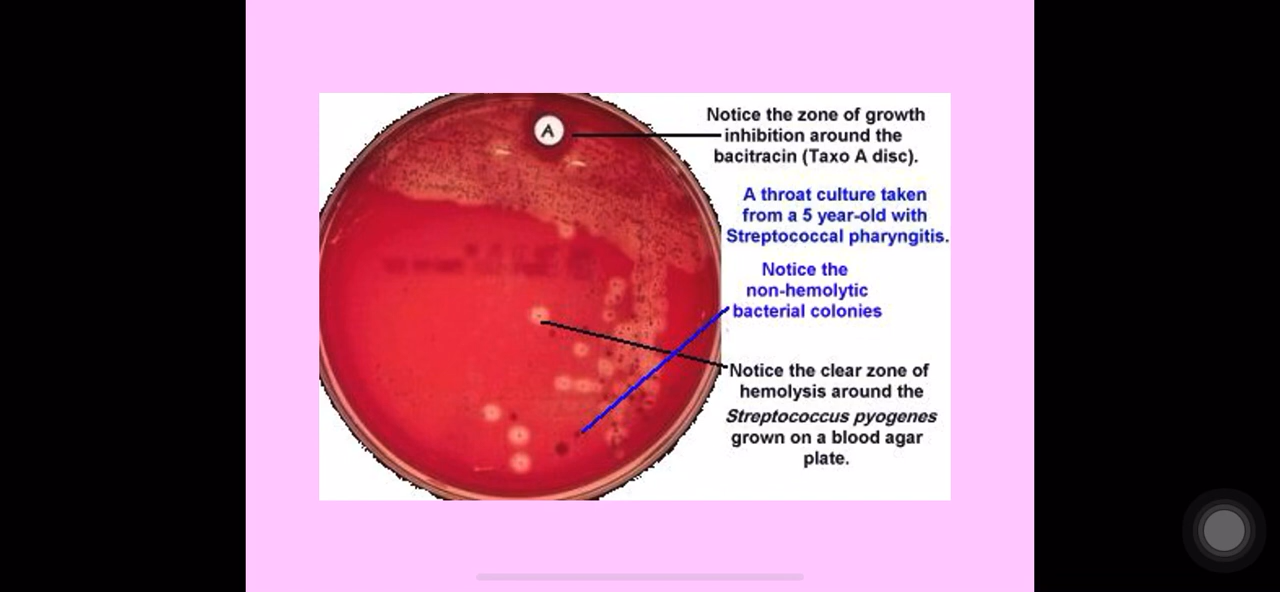 A
Notice the zone of growth
inhibition around the
bacitracin (Taxo A disc).
A throat culture taken
from a 5 year-old with
Streptococcal pharyngitis.
Notice the
non-hemolytic
bacterial colonies
Notice the clear zone of
hemolysis around the
Streptococcus pyogenes
grown on a blood agar
plate.